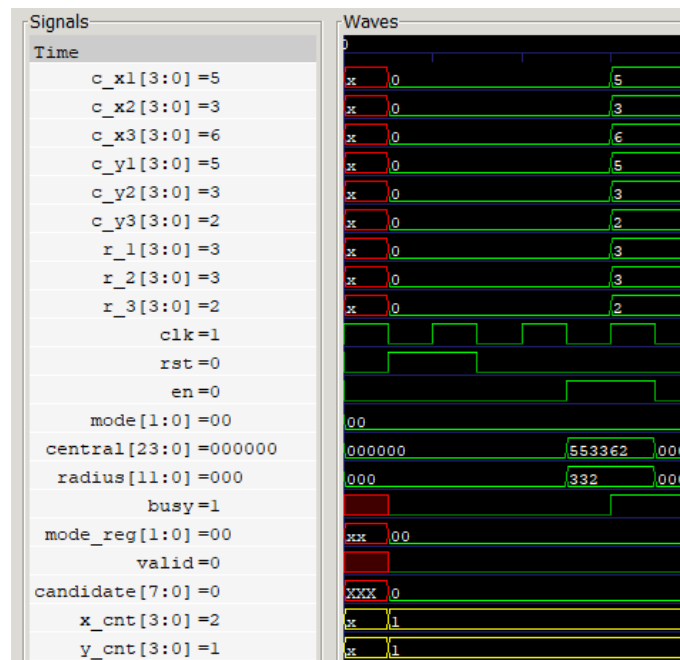 Signals
Waves
Time
0
c_x1[3:0] =5
x 0 5
c_x2[3:0] =3
x 0 3
c_x3[3:0] =6
x 0 6
c_y1[3:0] =5
x 0 5
c_y2[3:0] =3
x 0 3
c_y3[3:0] =2
x 0 2
r_1[3:0] =3
x 0 3
r_2[3:0] =3
x 0 3
r_3[3:0] =2
x 0 2
clk =1
rst =0
en =0
mode[1:0] =00
00
central[23:0] =000000
000000 553362 000
radius[11:0] =000
000 332 000
busy =1
mode_reg[1:0] =00
xx 00
valid =0
candidate[7:0] =0
XXX 0
x_cnt[3:0] =2
x 1
y_cnt[3:0] =1
x 1